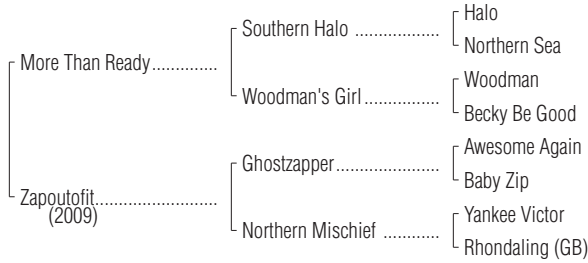 Halo
Southern Halo ..................
Northern Sea
More Than Ready..............
Woodman
Woodman's Girl ................
Becky Be Good
Awesome Again
Ghostzapper......................
Baby Zip
Zapoutofit..........................
(2009)
Yankee Victor
Northern Mischief ............
Rhondaling (GB)